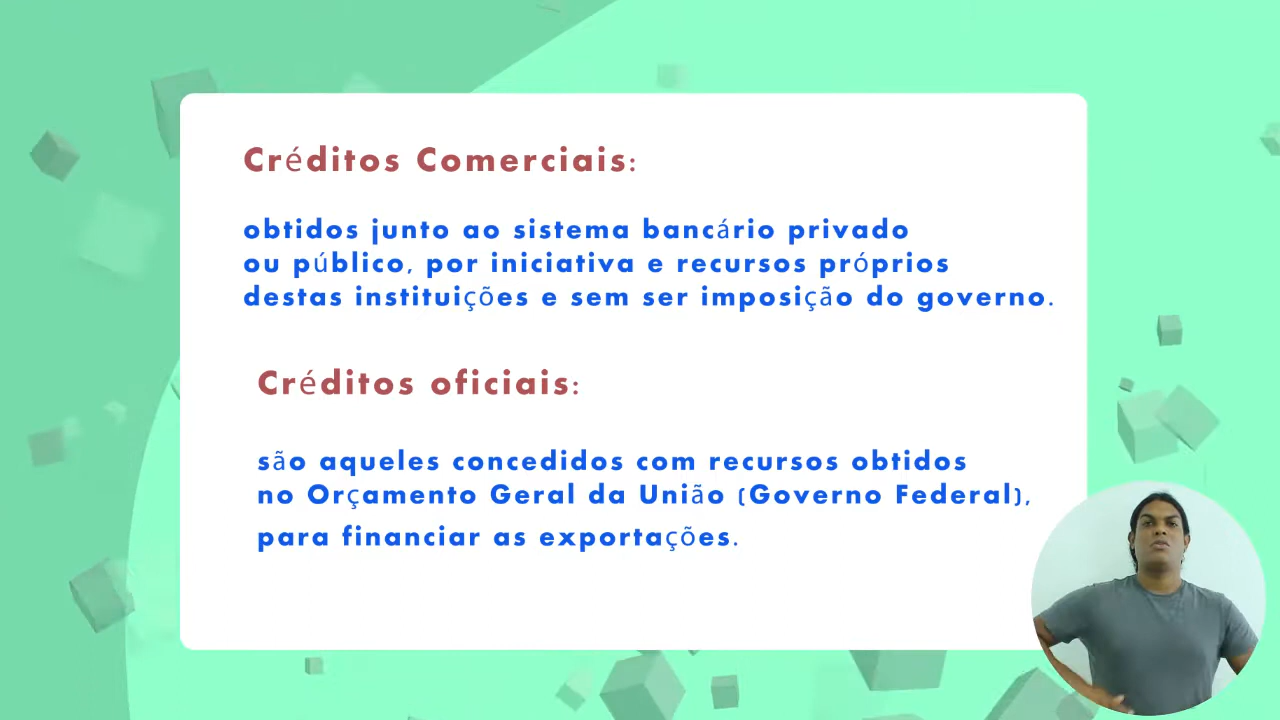 Créditos Comerciais:
obtidos junto ao sistema bancário privado
ou público, por iniciativa e recursos próprios
destas instituições e sem ser imposição do governo.
Créditos oficiais:
são aqueles concedidos com recursos obtidos
no Orçamento Geral da União (Governo Federal),
para financiar as exportações.